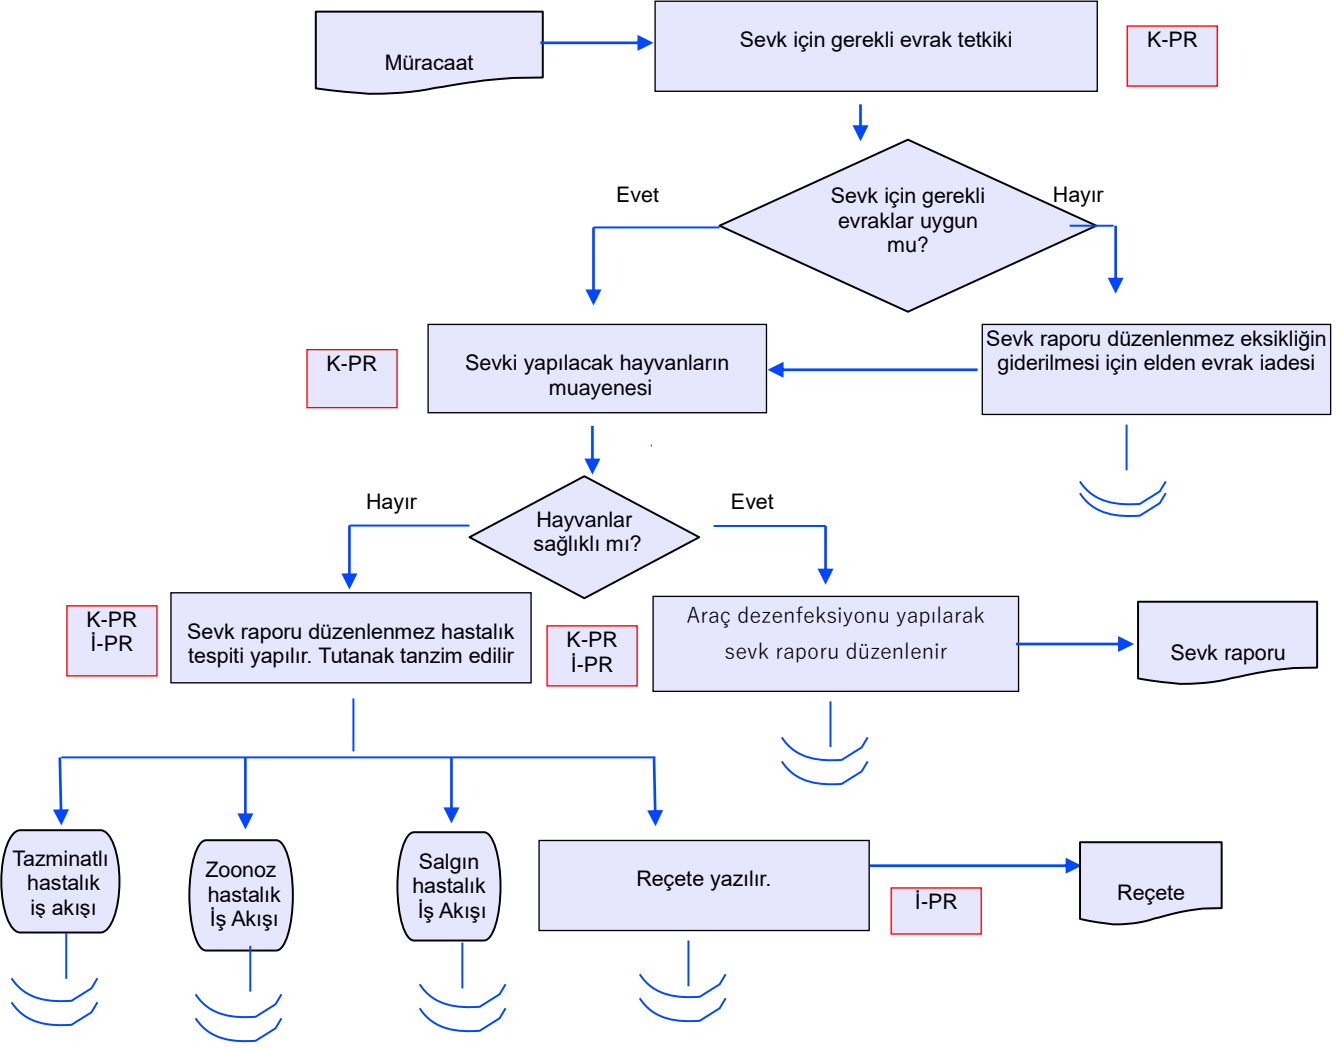 Müracaat
Sevk için gerekli evrak tetkiki
K-PR
Evet
Sevk için gerekli
evraklar uygun
mu?
Hayır
K-PR
Sevki yapılacak hayvanların
muayenesi
Sevk raporu düzenlenmez eksikliğin
giderilmesi için elden evrak iadesi
Hayır
Hayvanlar
sağlıklı mı?
Evet
K-PR
İ-PR
Sevk raporu düzenlenmez hastalık
tespiti yapılır. Tutanak tanzim edilir
K-PR
İ-PR
Araç dezenfeksiyonu yapılarak
sevk raporu düzenlenir
Sevk raporu
Tazminatlı
hastalık
iş akışı
Zoonoz
hastalık
İş Akışı
Salgın
hastalık
İş Akışı
Reçete yazılır.
İ-PR
Reçete